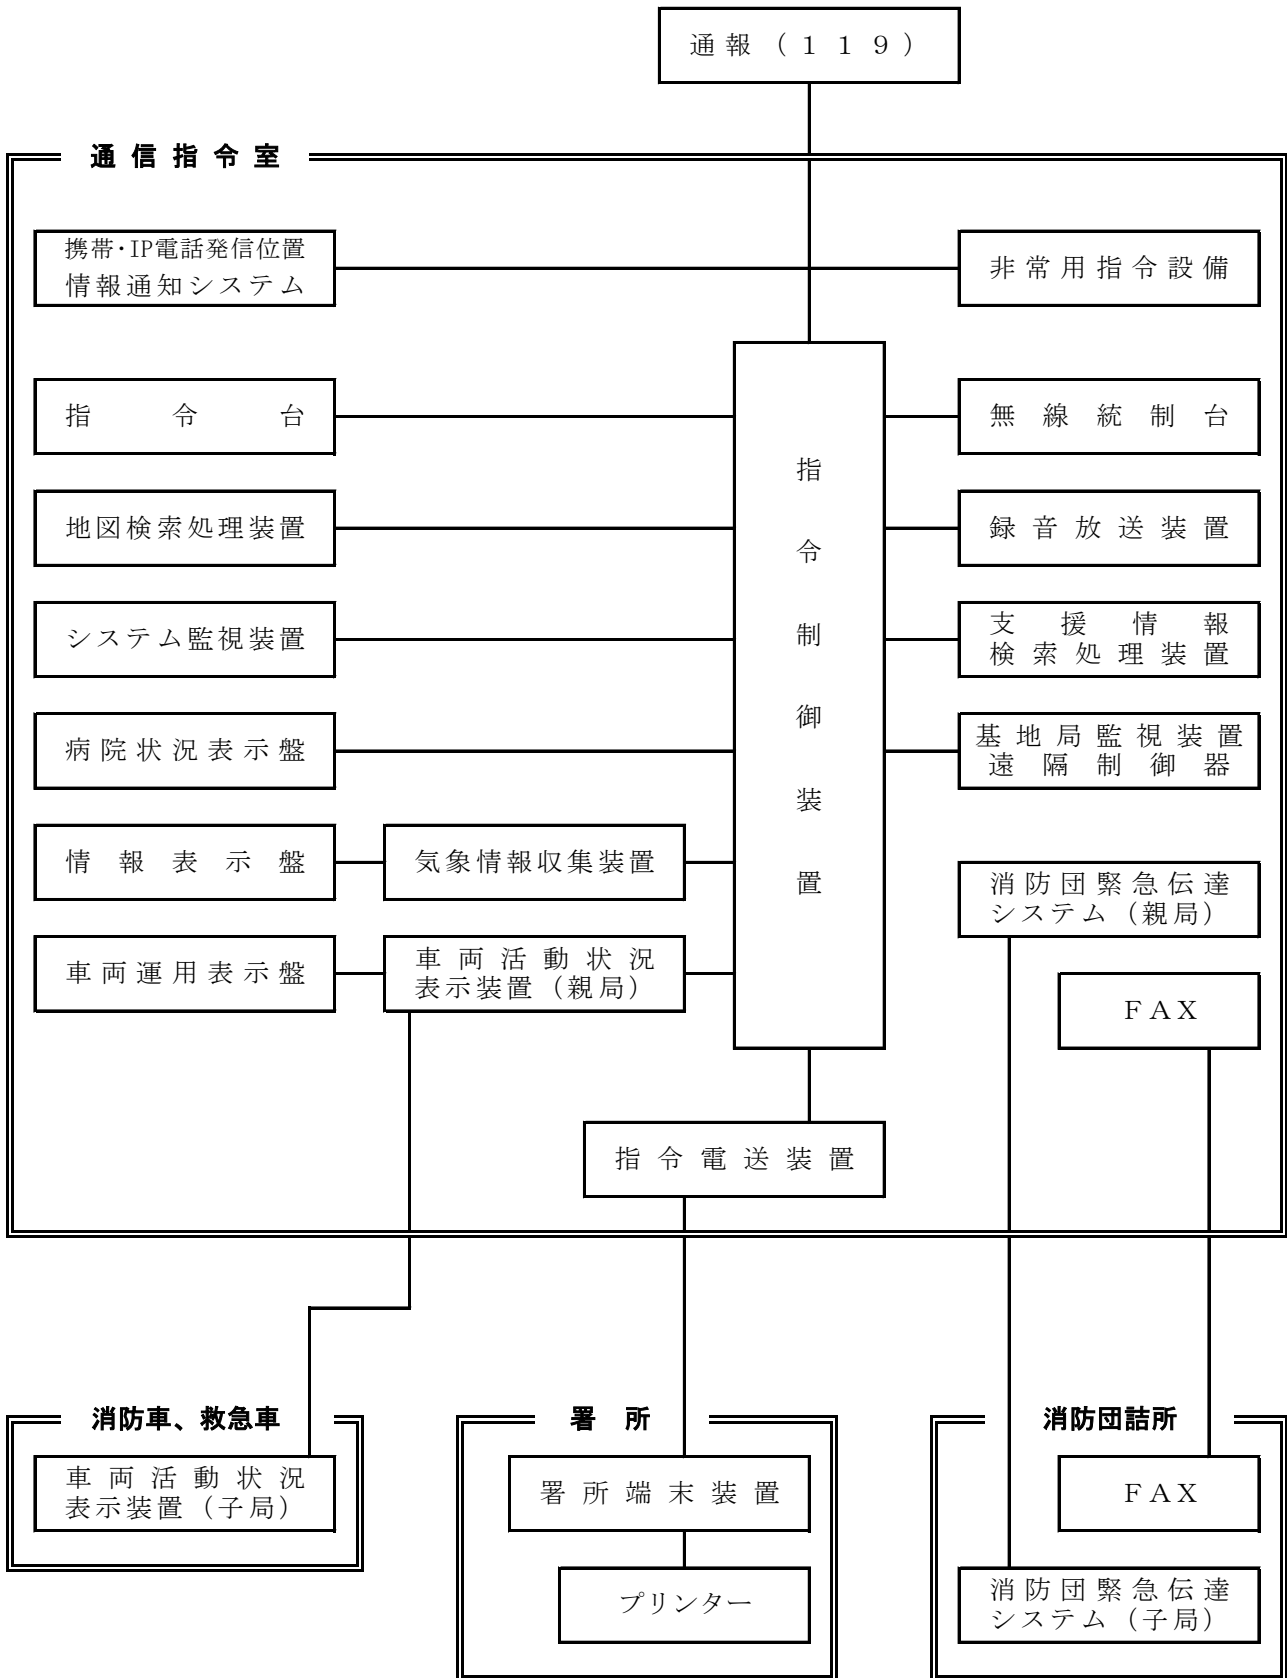 通報（１１９）
通信指令室
携帯・IP電話発信位置
情報通知システム
非常用指令設備
指令台
無線統制台
地図検索処理装置
録音放送装置
システム監視装置
支援情報
検索処理装置
病院状況表示盤
基地局監視装置
遠隔制御器
指令制御装置
情報表示盤
気象情報収集装置
消防団緊急伝達
システム（親局）
車両運用表示盤
車両活動状況
表示装置（親局）
ＦＡＸ
指令電送装置
消防車、救急車
車両活動状況
表示装置（子局）
署所
署所端末装置
プリンター
消防団詰所
ＦＡＸ
消防団緊急伝達
システム（子局）